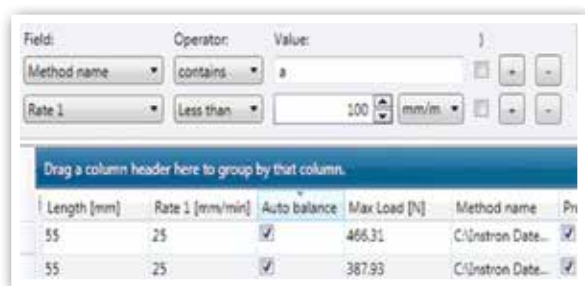 Field: Operator: Value: )
Method name contains a + -
Rate 1 Less than 100 mm/m + -
Drag a column header here to group by that column.
Length [mm] Rate 1 [mm/min] Auto balance Max Load [N] Method name Pr
55 25 466.31 C:\Instron Date...
55 25 387.93 C:\Instron Date...